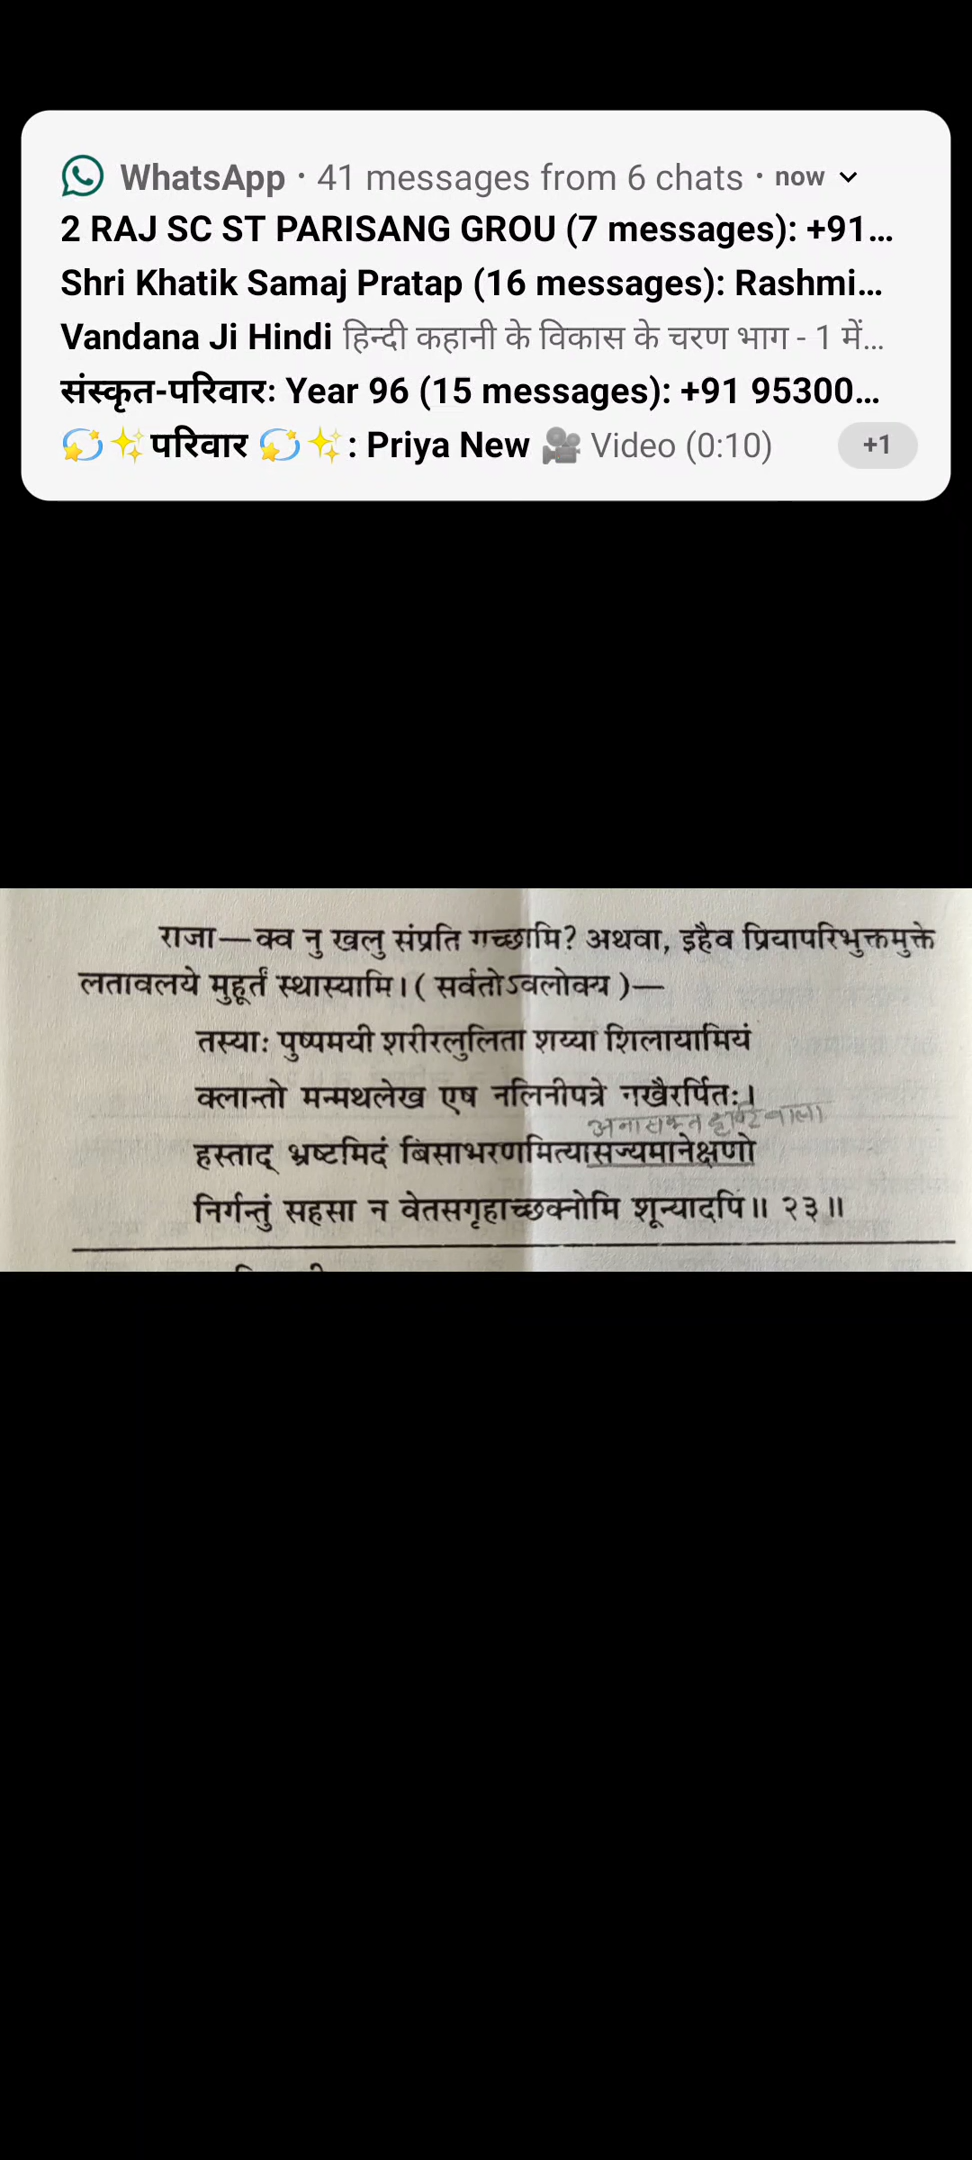 WhatsApp · 41 messages from 6 chats · now
2 RAJ SC ST PARISANG GROU (7 messages): +91...
Shri Khatik Samaj Pratap (16 messages): Rashmi...
Vandana Ji Hindi हिन्दी कहानी के विकास के चरण भाग - 1 में...
संस्कृत-परिवारः Year 96 (15 messages): +91 95300...
💫✨परिवार 💫✨: Priya New 🎥 Video (0:10) +1
राजा—क्व नु खलु संप्रति गच्छामि? अथवा, इहैव प्रियापरिभुक्तमुक्ते
लतावलये मुहूर्तं स्थास्यामि। ( सर्वतोऽवलोक्य )—
तस्याः पुष्पमयी शरीरलुलिता शय्या शिलायामियं
क्लान्तो मन्मथलेख एष नलिनीपत्रे नखैरर्पितः।
अनासक्त दृष्टि वाला
हस्ताद् भ्रष्टमिदं बिसाभरणमित्यासज्यमानेक्षणो
निर्गन्तुं सहसा न वेतसगृहाच्छक्नोमि शून्यादपि॥ २३॥